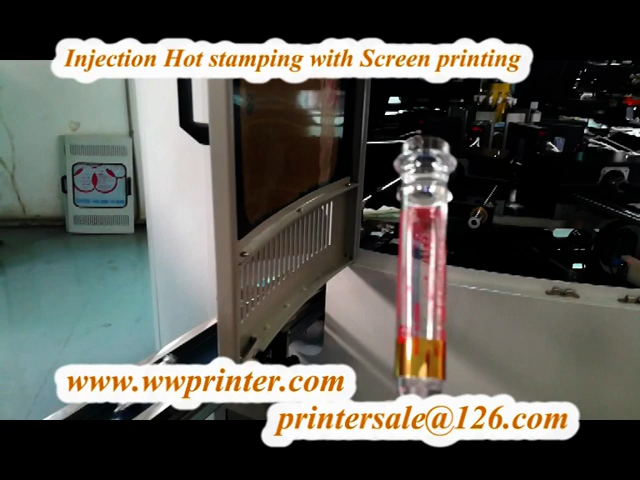 Injection Hot stamping with Screen printing
www.wwprinter.com
printersale@126.com